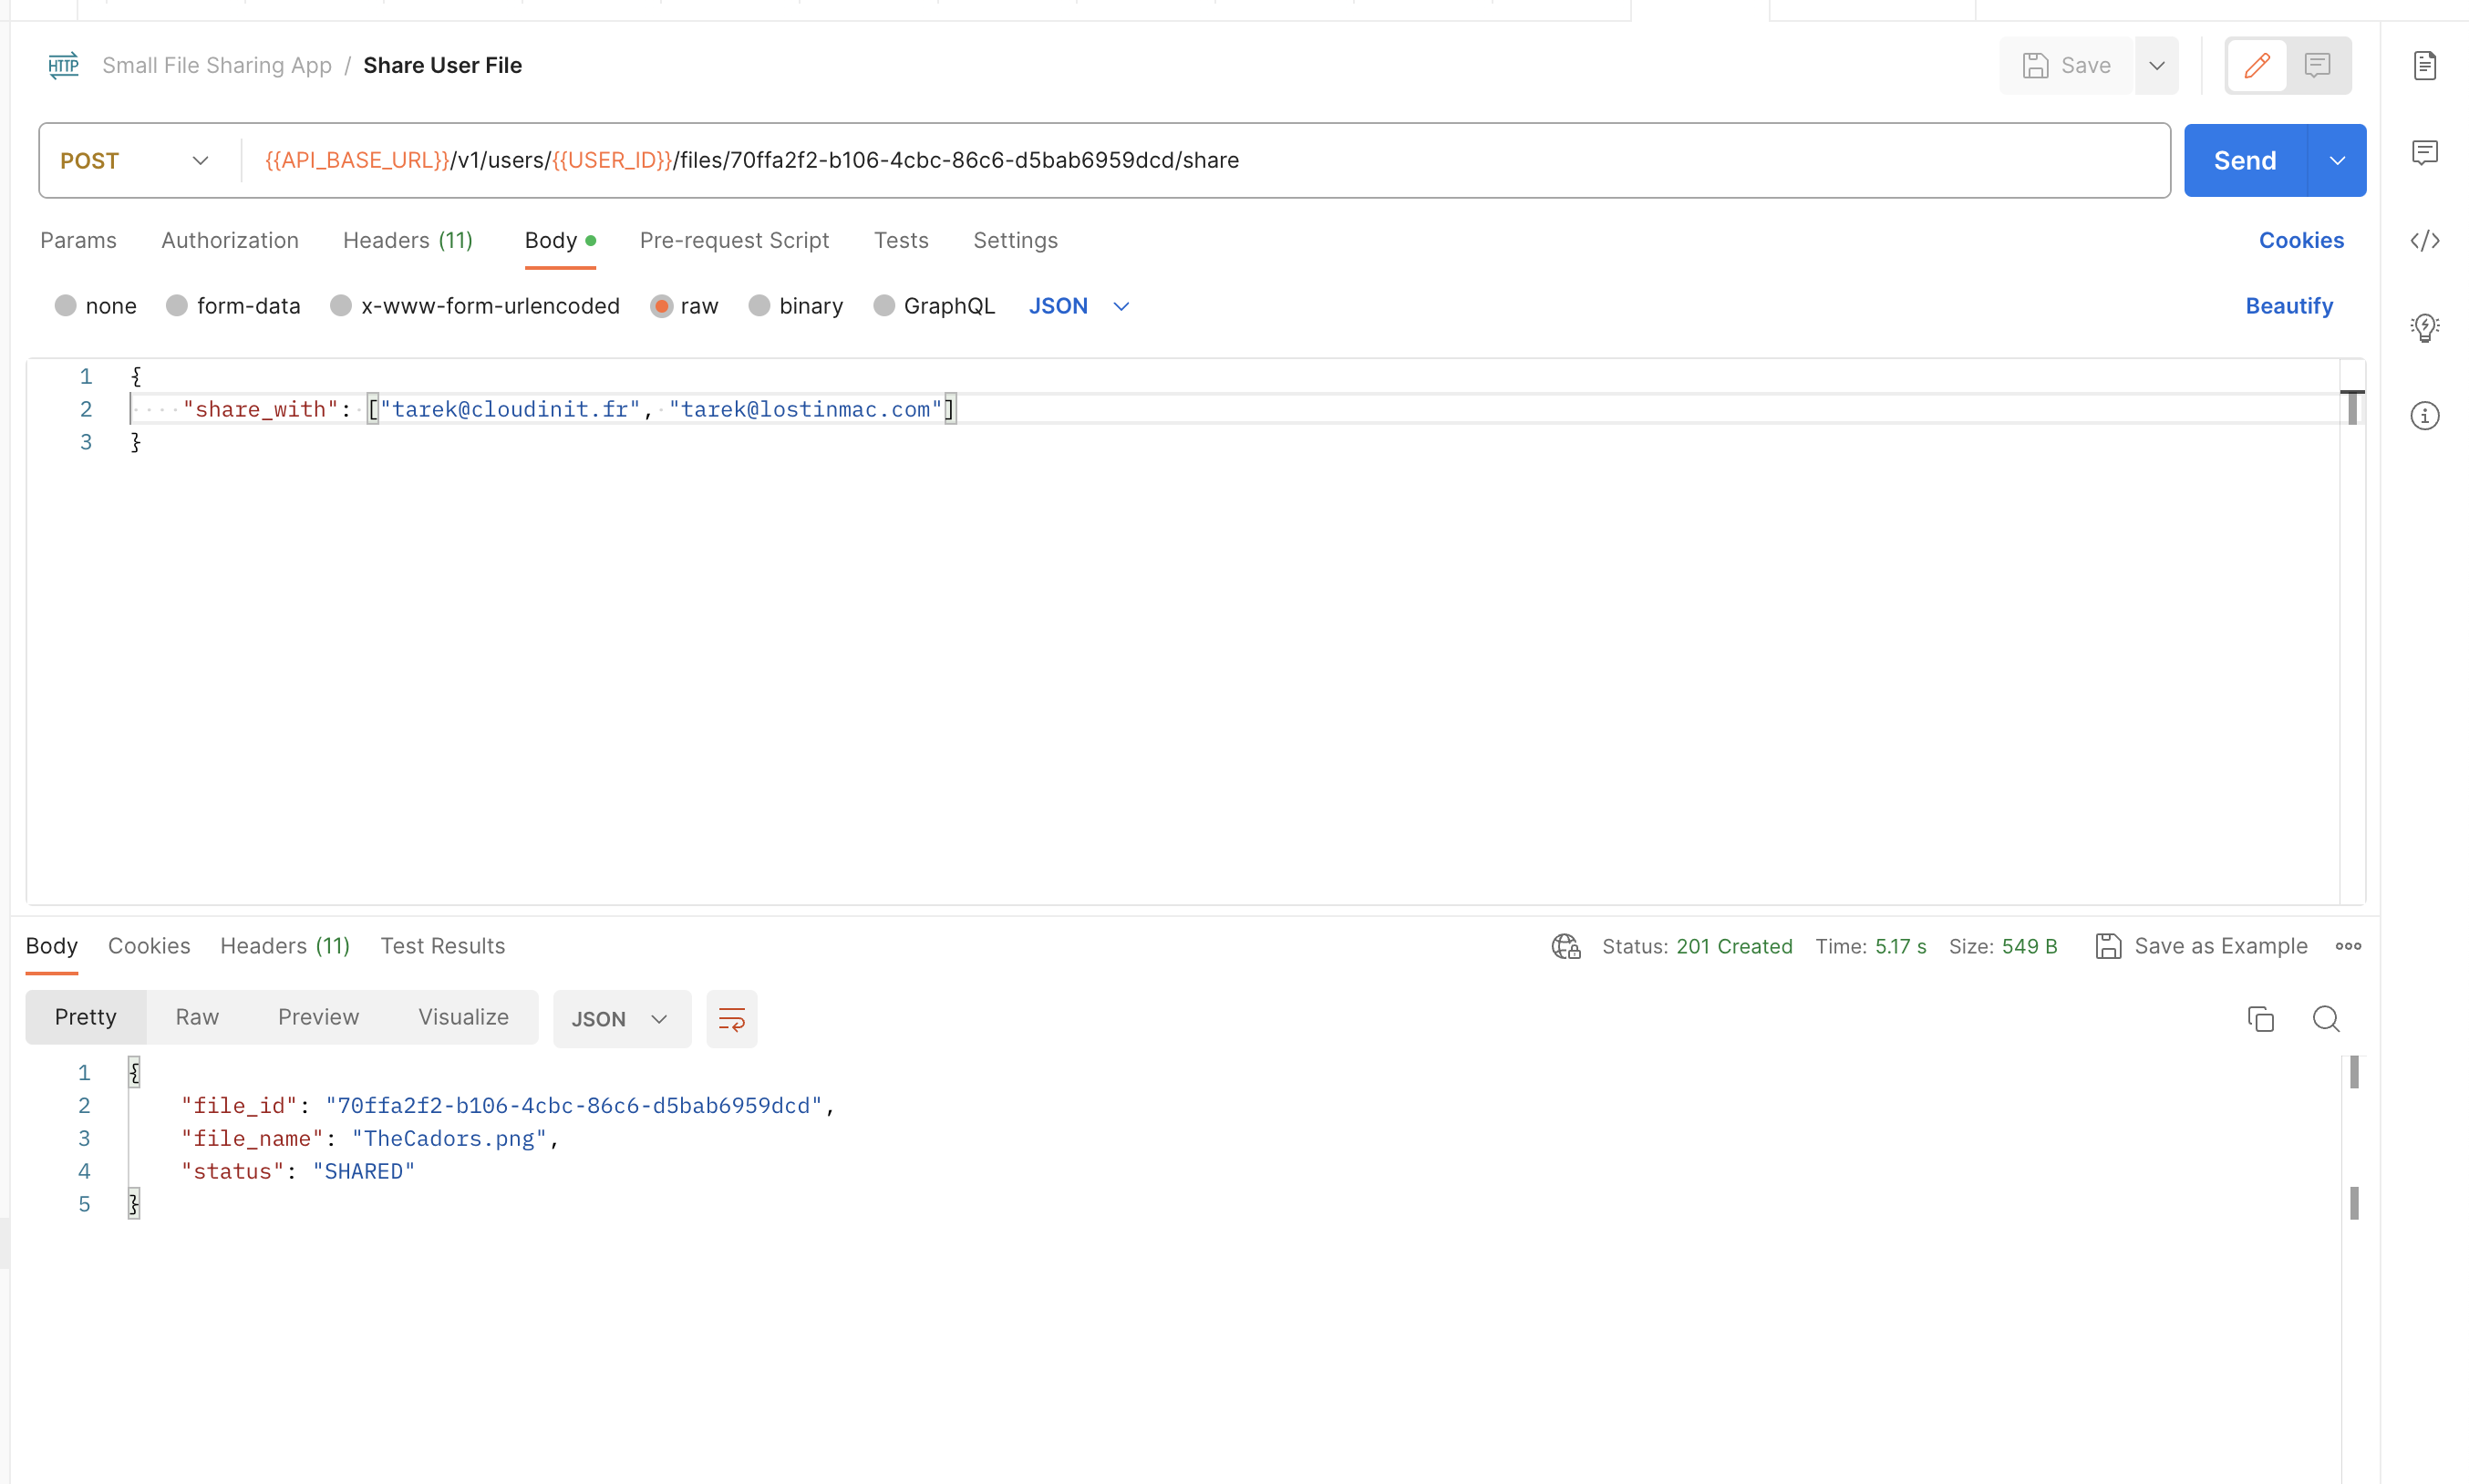 HTTP Small File Sharing App / Share User File Save
POST {{API_BASE_URL}}/v1/users/{{USER_ID}}/files/70ffa2f2-b106-4cbc-86c6-d5bab6959dcd/share Send
Params Authorization Headers (11) Body Pre-request Script Tests Settings Cookies
none form-data x-www-form-urlencoded raw binary GraphQL JSON Beautify
1 {
2 "share_with": ["tarek@cloudinit.fr", "tarek@lostinmac.com"]
3 }
Body Cookies Headers (11) Test Results Status: 201 Created Time: 5.17 s Size: 549 B Save as Example
Pretty Raw Preview Visualize JSON
1 {
2 "file_id": "70ffa2f2-b106-4cbc-86c6-d5bab6959dcd",
3 "file_name": "TheCadors.png",
4 "status": "SHARED"
5 }